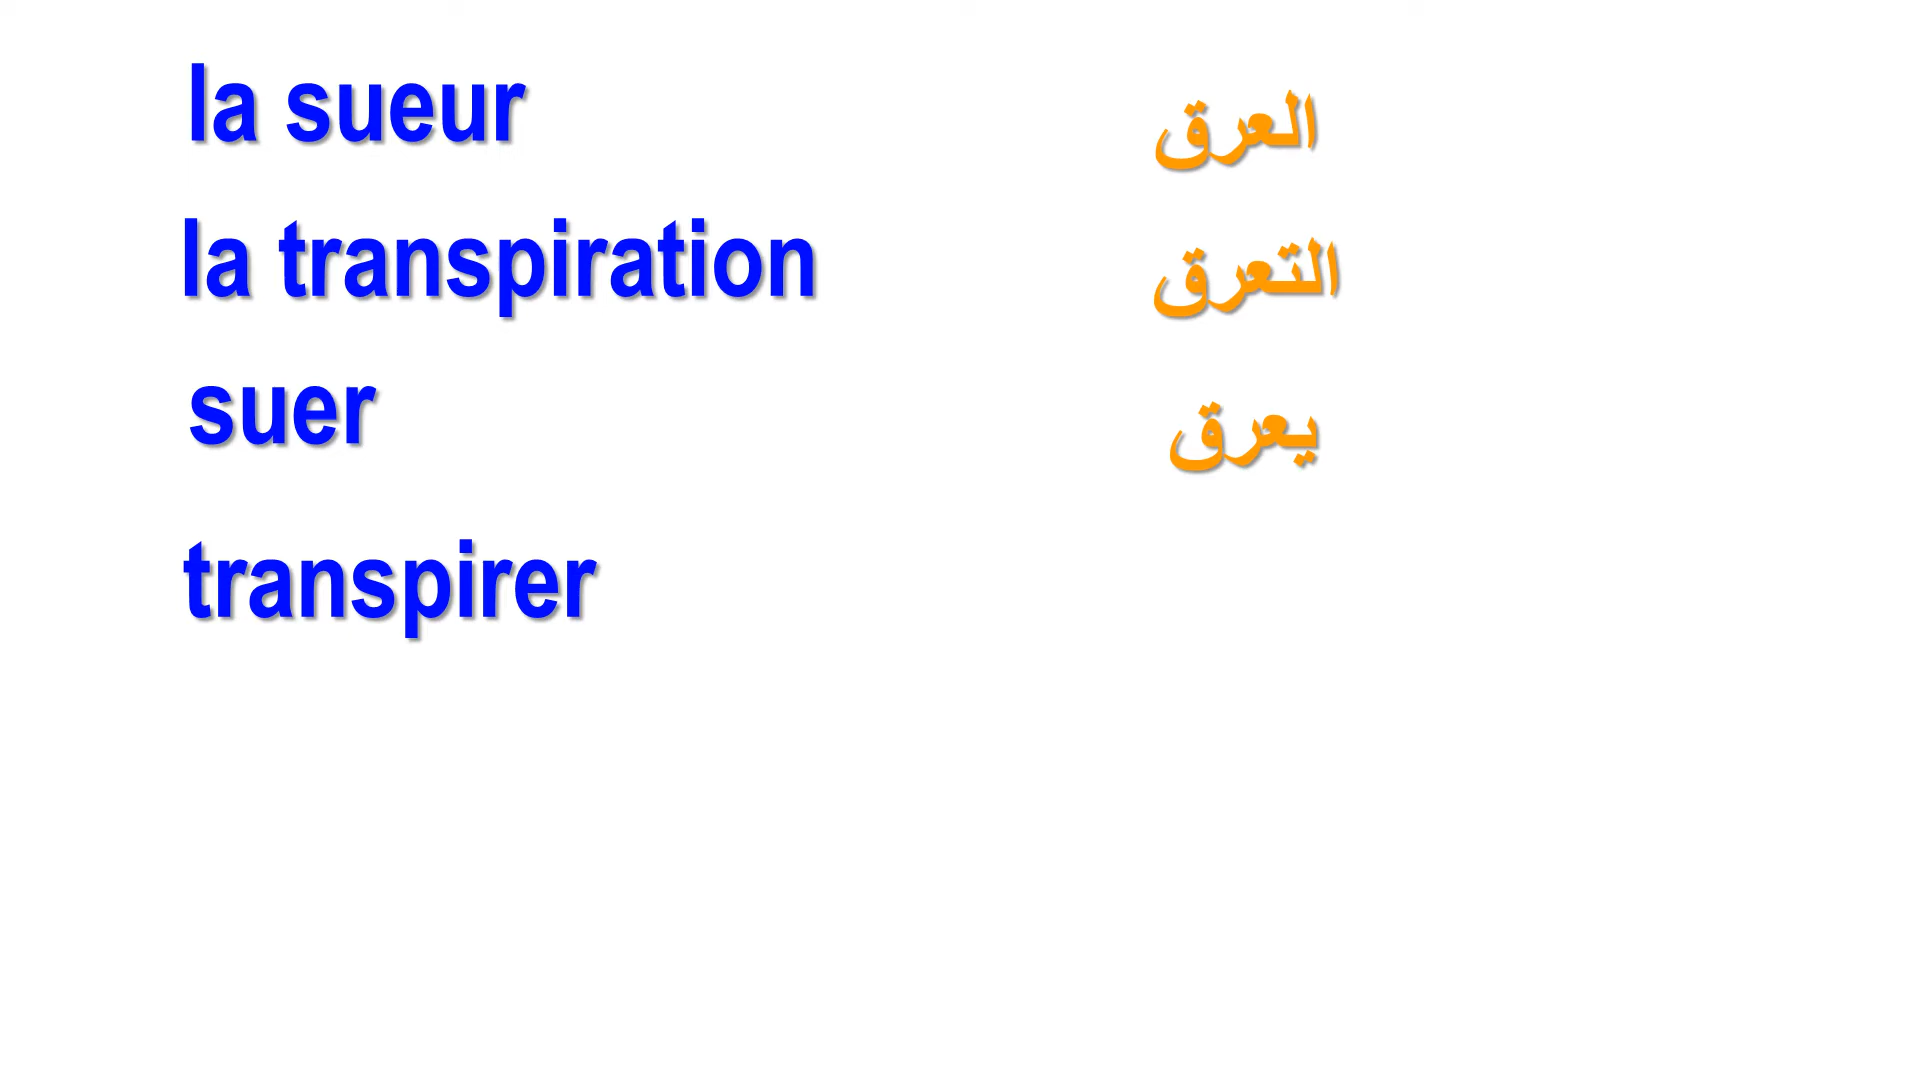 la sueur العرق
la transpiration التعرق
suer يعرق
transpirer